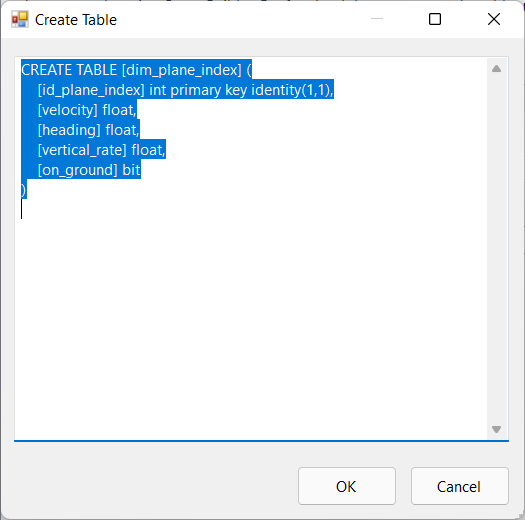 Create Table
CREATE TABLE [dim_plane_index] (
[id_plane_index] int primary key identity(1,1),
[velocity] float,
[heading] float,
[vertical_rate] float,
[on_ground] bit
)
OK
Cancel